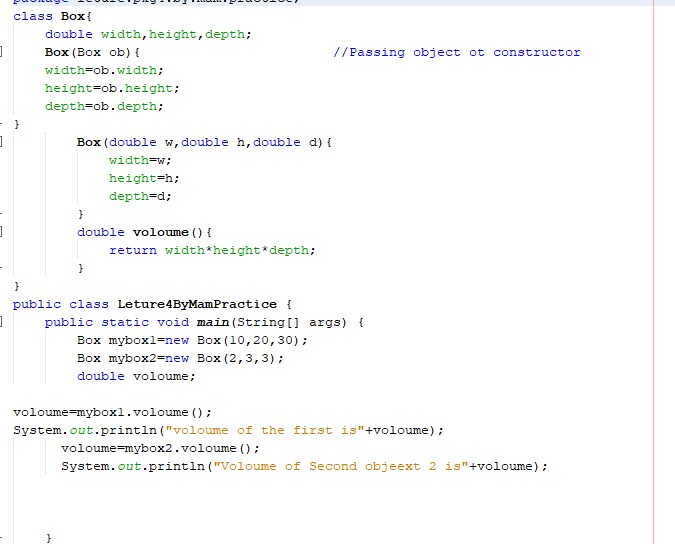 class Box{
double width,height,depth;
Box(Box ob){ //Passing object ot constructor
width=ob.width;
height=ob.height;
depth=ob.depth;
}
Box(double w,double h,double d){
width=w;
height=h;
depth=d;
}
double voloume(){
return width*height*depth;
}
}
public class Leture4ByMamPractice {
public static void main(String[] args) {
Box mybox1=new Box(10,20,30);
Box mybox2=new Box(2,3,3);
double voloume;
voloume=mybox1.voloume();
System.out.println("voloume of the first is"+voloume);
voloume=mybox2.voloume();
System.out.println("Voloume of Second objeext 2 is"+voloume);
}